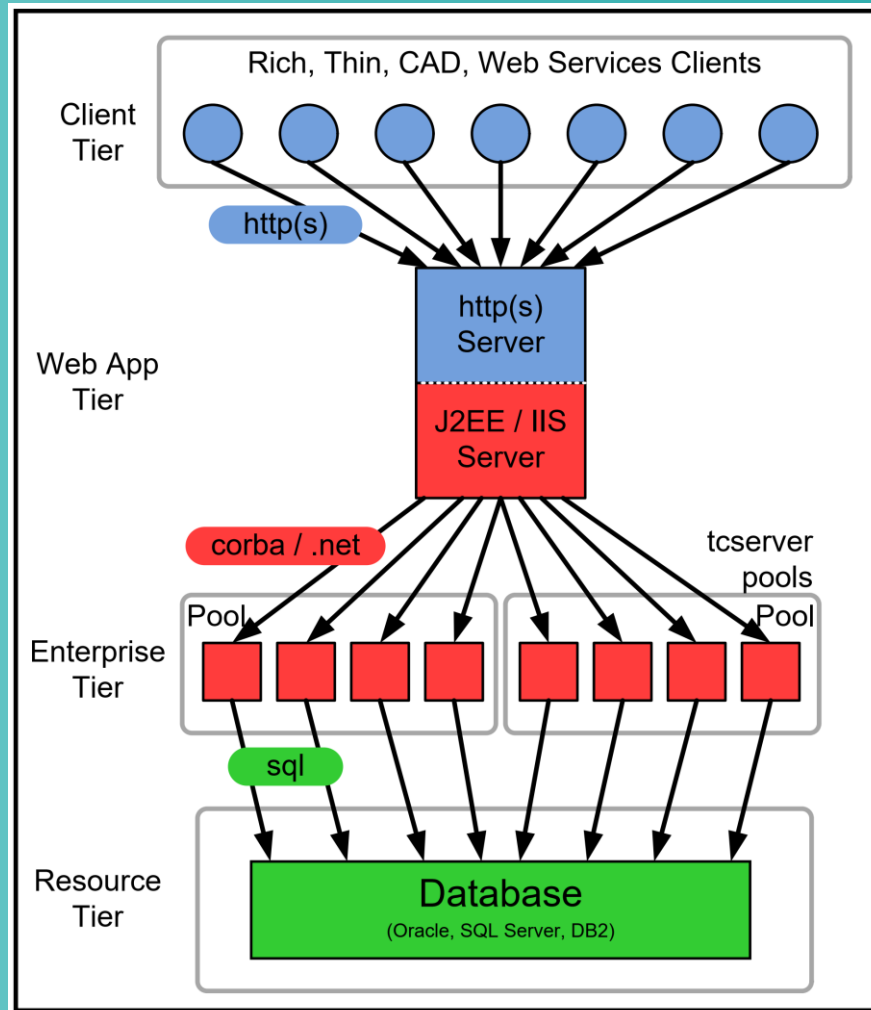 Rich, Thin, CAD, Web Services Clients
Client
Tier
http(s)
http(s)
Server
Web App
Tier
J2EE / IIS
Server
corba / .net
tcserver
pools
Pool
Pool
Enterprise
Tier
sql
Resource
Tier
Database
(Oracle, SQL Server, DB2)